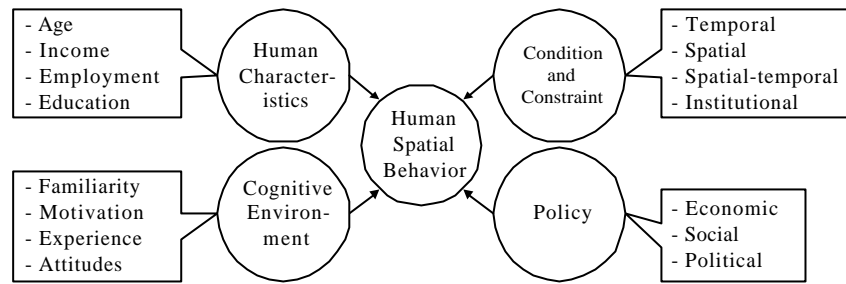 - Age
- Income
- Employment
- Education
Human
Character-
istics
Condition
and
Constraint
- Temporal
- Spatial
- Spatial-temporal
- Institutional
Human
Spatial
Behavior
- Familiarity
- Motivation
- Experience
- Attitudes
Cognitive
Environ-
ment
Policy
- Economic
- Social
- Political